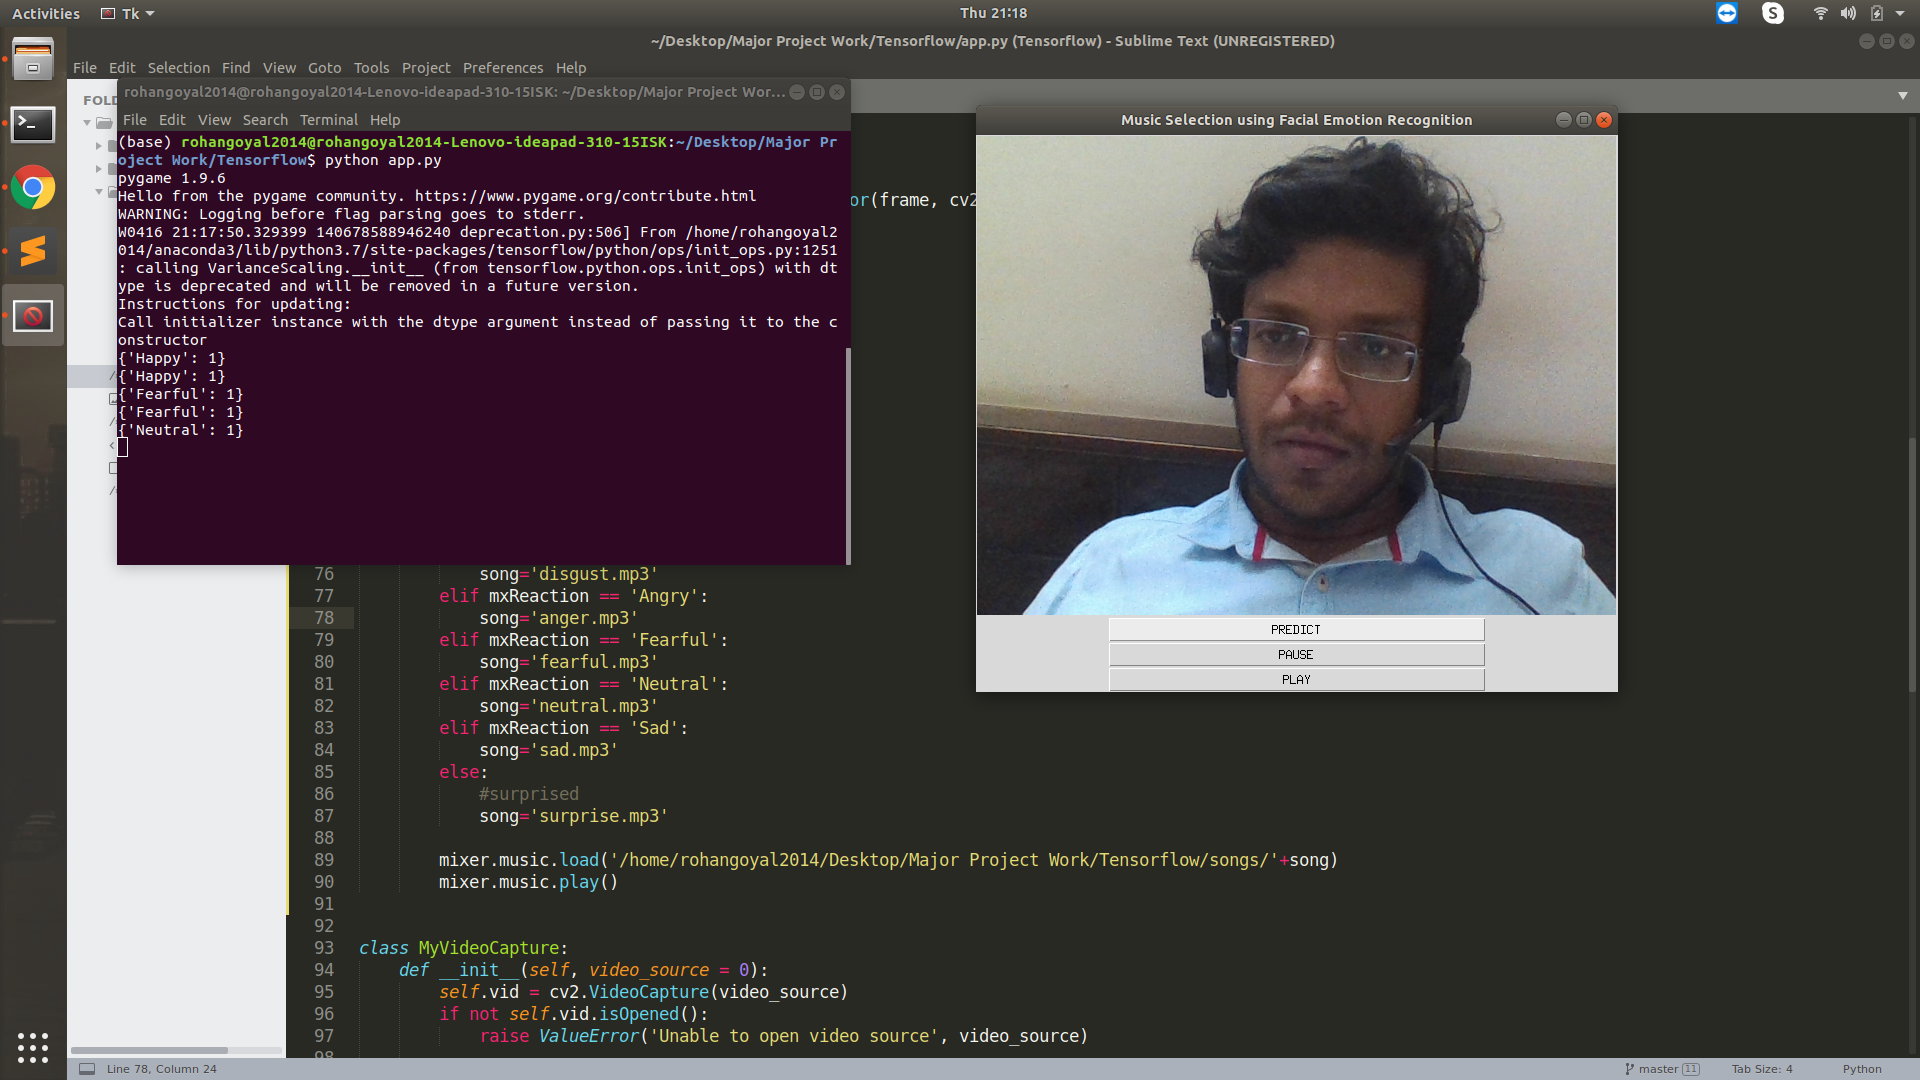 Activities Tk Thu 21:18
~/Desktop/Major Project Work/Tensorflow/app.py (Tensorflow) - Sublime Text (UNREGISTERED)
File Edit Selection Find View Goto Tools Project Preferences Help
FOLD
rohangoyal2014@rohangoyal2014-Lenovo-ideapad-310-15ISK: ~/Desktop/Major Project Wor...
File Edit View Search Terminal Help
(base) rohangoyal2014@rohangoyal2014-Lenovo-ideapad-310-15ISK:~/Desktop/Major Pr
oject Work/Tensorflow$ python app.py
pygame 1.9.6
Hello from the pygame community. https://www.pygame.org/contribute.html
WARNING: Logging before flag parsing goes to stderr.
W0416 21:17:50.329399 140678588946240 deprecation.py:506] From /home/rohangoyal2
014/anaconda3/lib/python3.7/site-packages/tensorflow/python/ops/init_ops.py:1251
: calling VarianceScaling.__init__ (from tensorflow.python.ops.init_ops) with dt
ype is deprecated and will be removed in a future version.
Instructions for updating:
Call initializer instance with the dtype argument instead of passing it to the c
onstructor
{'Happy': 1}
{'Happy': 1}
{'Fearful': 1}
{'Fearful': 1}
{'Neutral': 1}
or(frame, cv2
Music Selection using Facial Emotion Recognition
PREDICT
PAUSE
PLAY
76 song='disgust.mp3'
77 elif mxReaction == 'Angry':
78 song='anger.mp3'
79 elif mxReaction == 'Fearful':
80 song='fearful.mp3'
81 elif mxReaction == 'Neutral':
82 song='neutral.mp3'
83 elif mxReaction == 'Sad':
84 song='sad.mp3'
85 else:
86 #surprised
87 song='surprise.mp3'
88
89 mixer.music.load('/home/rohangoyal2014/Desktop/Major Project Work/Tensorflow/songs/'+song)
90 mixer.music.play()
91
92
93 class MyVideoCapture:
94 def __init__(self, video_source = 0):
95 self.vid = cv2.VideoCapture(video_source)
96 if not self.vid.isOpened():
97 raise ValueError('Unable to open video source', video_source)
98
Line 78, Column 24 master 11 Tab Size: 4 Python